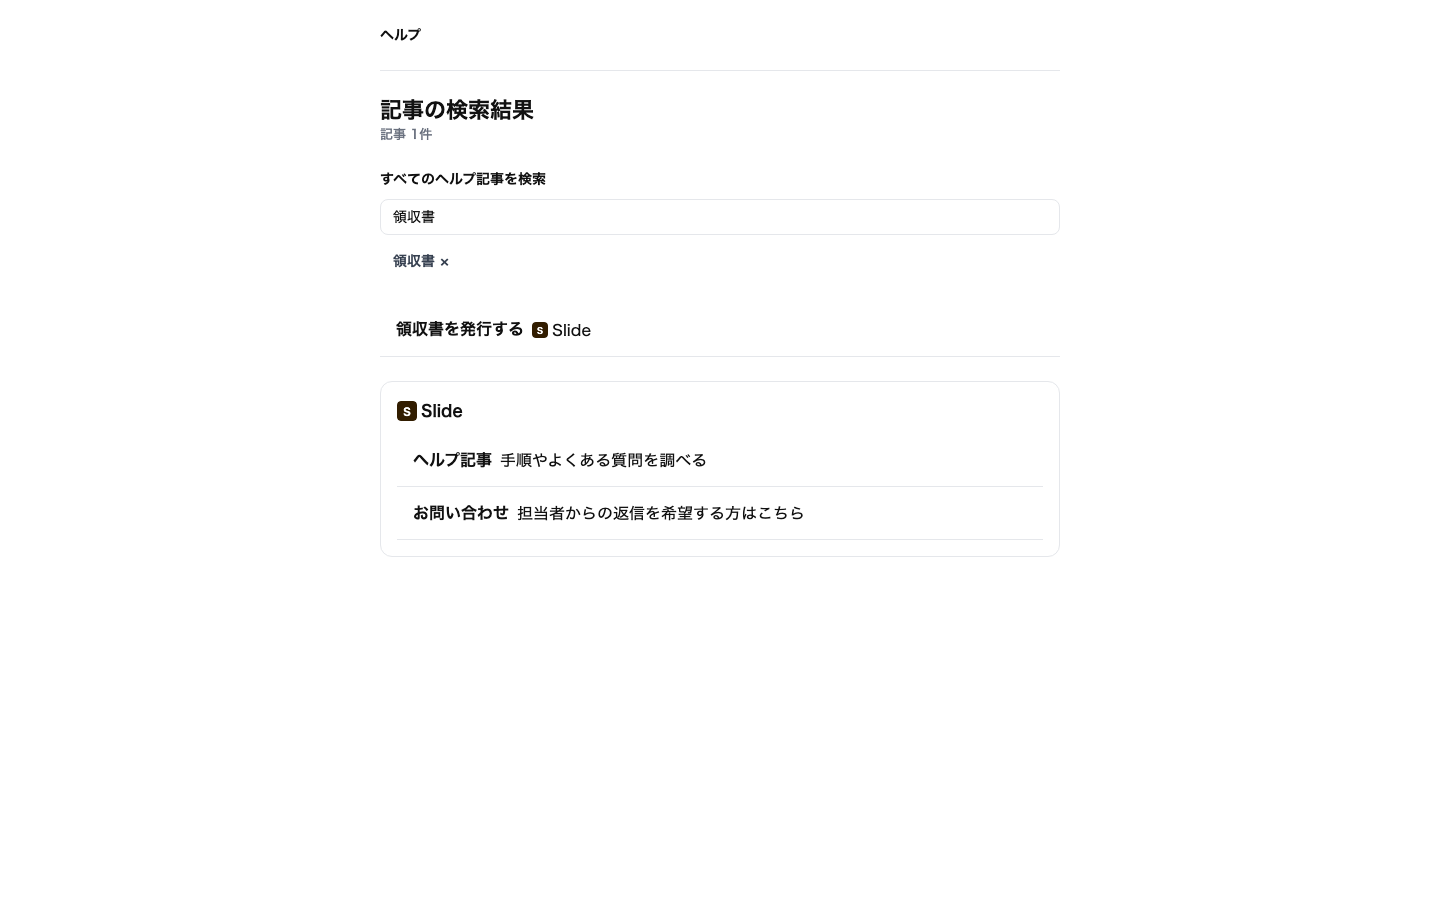 ヘルプ
記事の検索結果
記事 1件
すべてのヘルプ記事を検索
領収書
領収書 ×
領収書を発行する S Slide
S Slide
ヘルプ記事 手順やよくある質問を調べる
お問い合わせ 担当者からの返信を希望する方はこちら